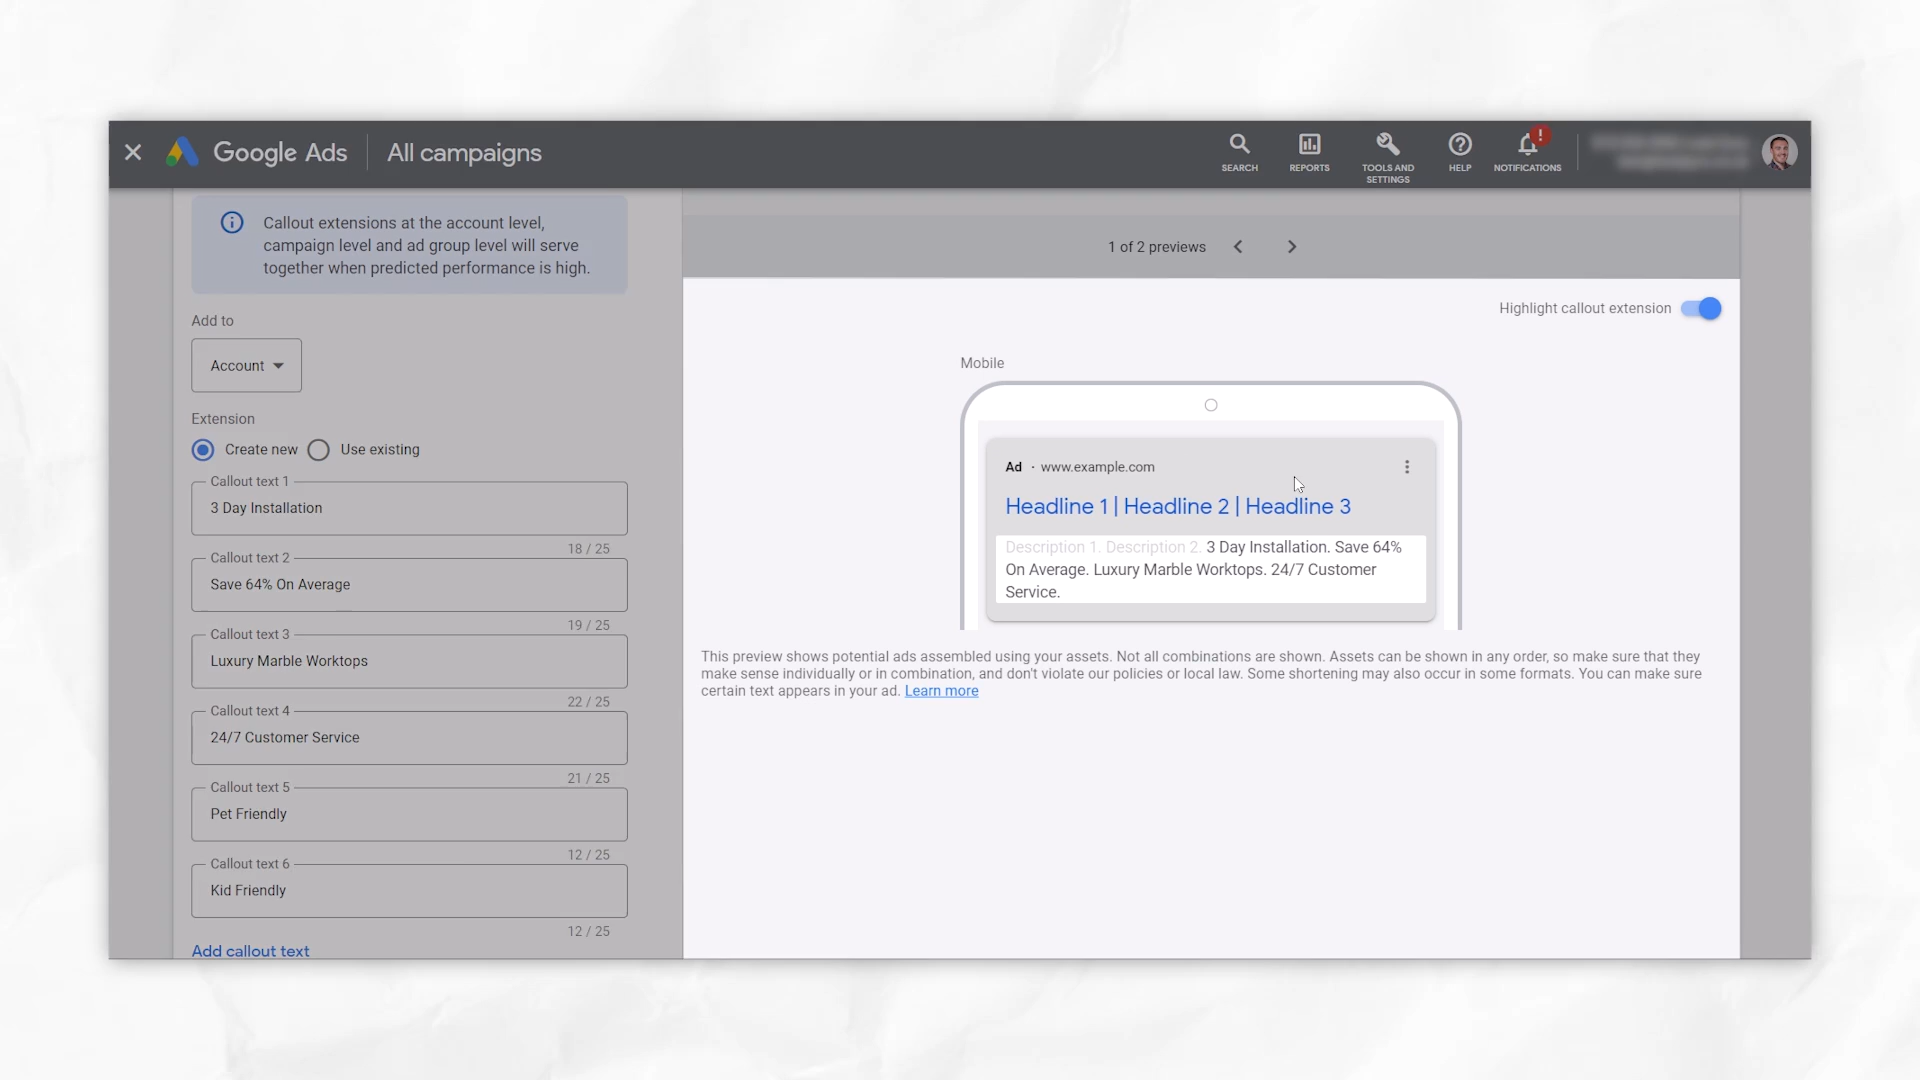 Google Ads
All campaigns
SEARCH
REPORTS
TOOLS AND
SETTINGS
HELP
!
NOTIFICATIONS
Callout extensions at the account level,
campaign level and ad group level will serve
together when predicted performance is high.
Add to
Account
Extension
Create new
Use existing
Callout text 1
3 Day Installation
18 / 25
Callout text 2
Save 64% On Average
19 / 25
Callout text 3
Luxury Marble Worktops
22 / 25
Callout text 4
24/7 Customer Service
21 / 25
Callout text 5
Pet Friendly
12 / 25
Callout text 6
Kid Friendly
12 / 25
Add callout text
1 of 2 previews
Highlight callout extension
Mobile
Ad · www.example.com
Headline 1 | Headline 2 | Headline 3
Description 1. Description 2. 3 Day Installation. Save 64%
On Average. Luxury Marble Worktops. 24/7 Customer
Service.
This preview shows potential ads assembled using your assets. Not all combinations are shown. Assets can be shown in any order, so make sure that they
make sense individually or in combination, and don't violate our policies or local law. Some shortening may also occur in some formats. You can make sure
certain text appears in your ad. Learn more